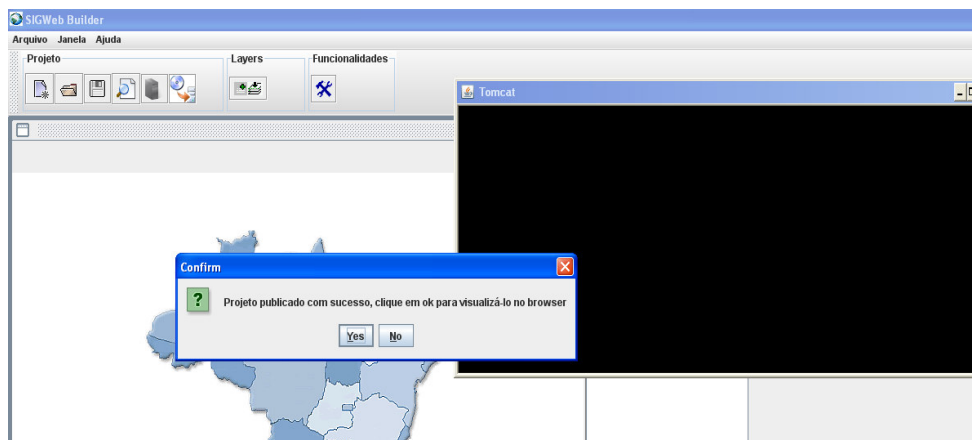 SIGWeb Builder
Arquivo Janela Ajuda
Projeto Layers Funcionalidades
Tomcat
Confirm
? Projeto publicado com sucesso, clique em ok para visualizá-lo no browser
Yes No